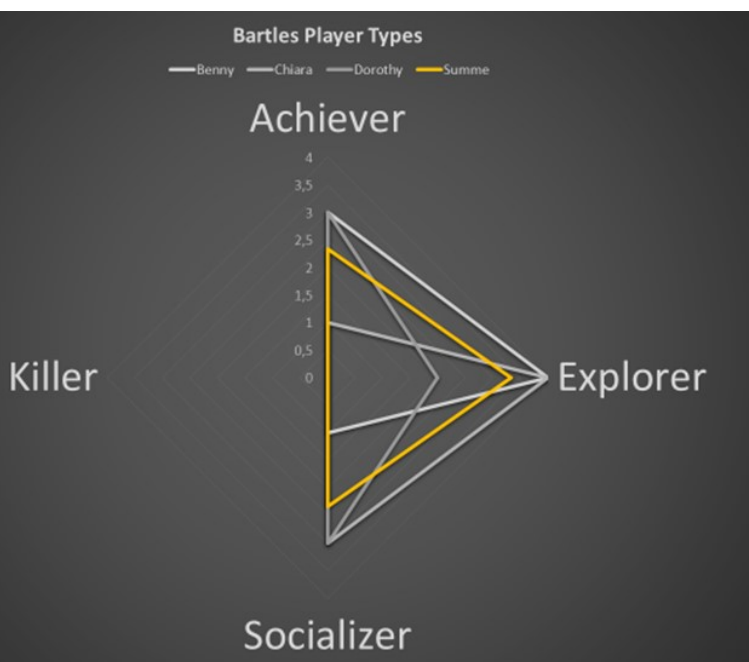 Bartles Player Types
Benny Chiara Dorothy Summe
Achiever
4
3,5
3
2,5
2
1,5
1
0,5
0
Killer
Explorer
Socializer